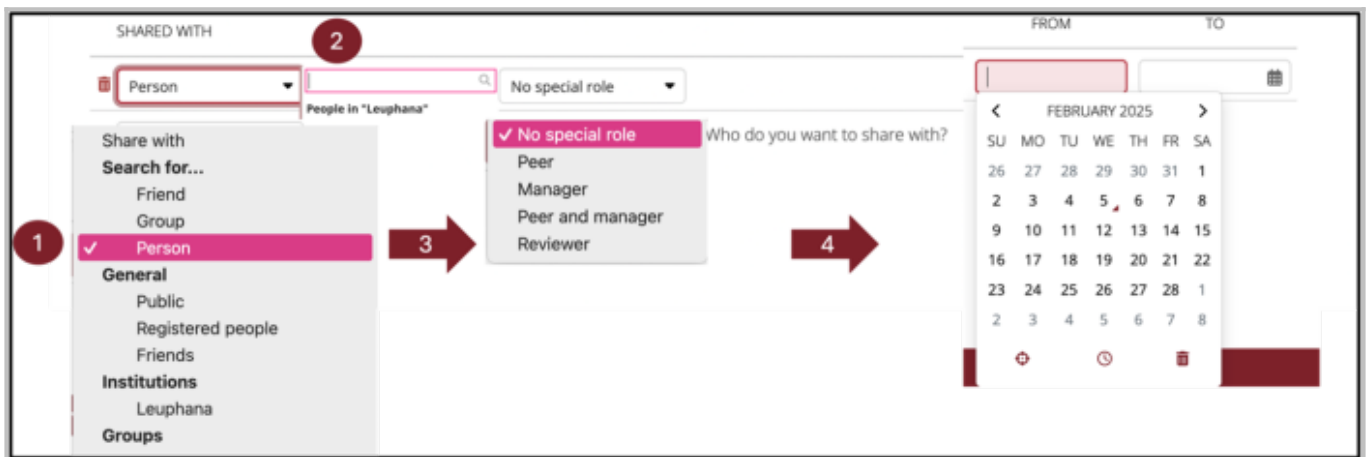 SHARED WITH
2
FROM TO
Person
People in "Leuphana"
No special role
Share with
Search for...
Friend
Group
1
✓ Person
General
Public
Registered people
Friends
Institutions
Leuphana
Groups
3
✓ No special role
Peer
Manager
Peer and manager
Reviewer
Who do you want to share with?
4
< FEBRUARY 2025 >
SU MO TU WE TH FR SA
26 27 28 29 30 31 1
2 3 4 5 6 7 8
9 10 11 12 13 14 15
16 17 18 19 20 21 22
23 24 25 26 27 28 1
2 3 4 5 6 7 8